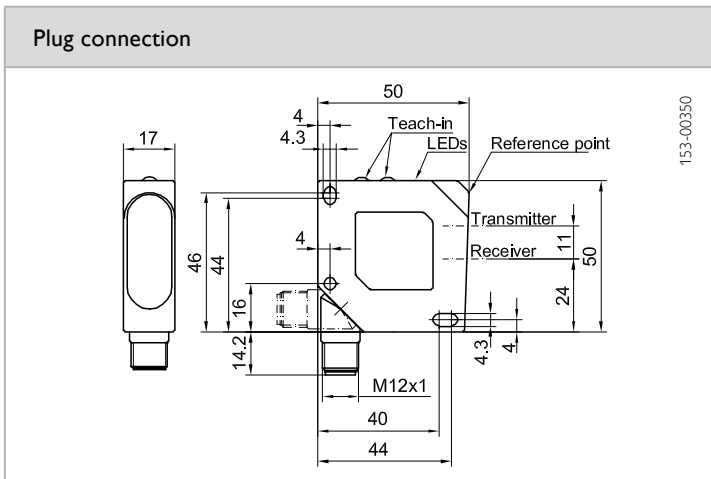 Plug connection
50
4
Teach-in
4.3
LEDs
Reference point
17
153-00350
Transmitter
4
Receiver
11
50
46
44
16
24
14.2
4.3
4
M12x1
40
44